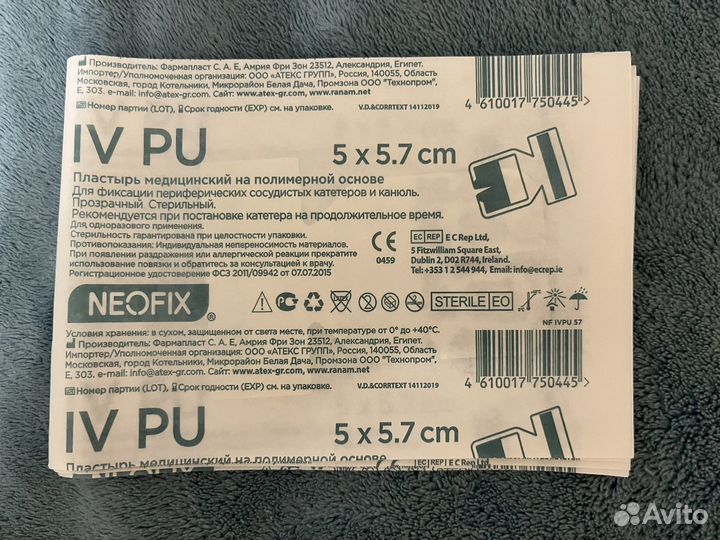 Производитель: Фармапласт С. А. Е, Амрия Фри Зон 23512, Александрия, Египет.
Импортер/Уполномоченная организация: ООО «АТЕКС ГРУПП», Россия, 140055, Область
Московская, город Котельники, Микрорайон Белая Дача, Промзона ООО "Технопром",
Е, 303. e-mail: info@atex-gr.com. Сайт: www.atex-gr.com, www.ranam.net
Номер партии (LOT), Срок годности (EXP) см. на упаковке.
V.D.&CORRTEXT 14112019
4 610017 750445 >
IV PU
5 x 5.7 cm
Пластырь медицинский на полимерной основе
Для фиксации периферических сосудистых катетеров и канюль.
Прозрачный Стерильный.
Рекомендуется при постановке катетера на продолжительное время.
Для одноразового применения.
Стерильность гарантирована при целостности упаковки.
Противопоказания: Индивидуальная непереносимость материалов.
При появлении раздражения или аллергической реакции прекратите
использование повязки и обратитесь за консультацией к врачу.
Регистрационное удостоверение ФСЗ 2011/09942 от 07.07.2015
CE
0459
EC REP E C Rep Ltd,
5 Fitzwilliam Square East,
Dublin 2, D02 R744, Ireland.
Tel: +353 1 2 544 944, Email: info@ecrep.ie
NEOFIX ®
STERILE EO
NF IVPU 57
Условия хранения: в сухом, защищенном от света месте, при температуре от 0° до +40°С.
Производитель: Фармапласт С. А. Е, Амрия Фри Зон 23512, Александрия, Египет.
Импортер/Уполномоченная организация: ООО «АТЕКС ГРУПП», Россия, 140055, Область
Московская, город Котельники, Микрорайон Белая Дача, Промзона ООО "Технопром",
Е, 303. e-mail: info@atex-gr.com. Сайт: www.atex-gr.com, www.ranam.net
Номер партии (LOT), Срок годности (EXP) см. на упаковке.
V.D.&CORRTEXT 14112019
4 610017 750445 >
IV PU
5 x 5.7 cm
Пластырь медицинский на полимерной основе
EC REP E C Rep Ltd
Avito